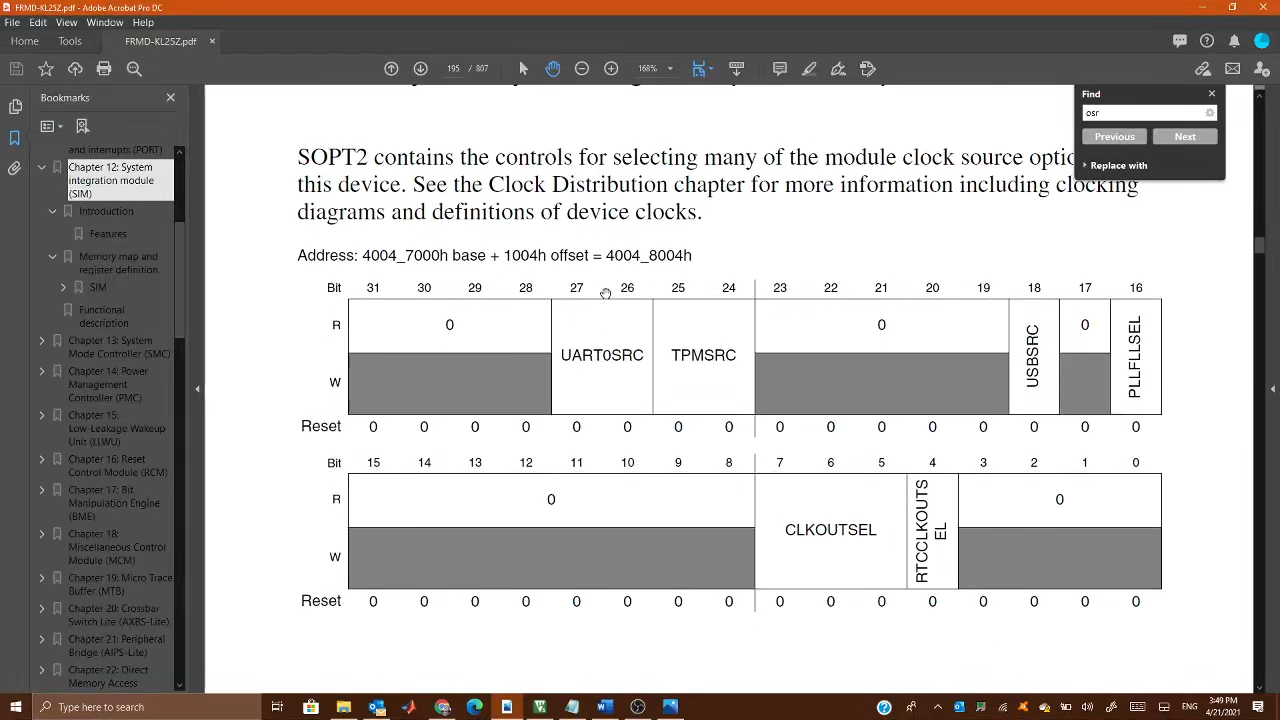 FRMD-KL25Z.pdf - Adobe Acrobat Pro DC
File Edit View Window Help
Home Tools FRMD-KL25Z.pdf
195 / 807 168%
Bookmarks
and interrupts (PORT)
Chapter 12: System
integration module
(SIM)
Introduction
Features
Memory map and
register definition
SIM
Functional
description
Chapter 13: System
Mode Controller (SMC)
Chapter 14: Power
Management
Controller (PMC)
Chapter 15:
Low-Leakage Wakeup
Unit (LLWU)
Chapter 16: Reset
Control Module (RCM)
Chapter 17: Bit
Manipulation Engine
(BME)
Chapter 18:
Miscellaneous Control
Module (MCM)
Chapter 19: Micro Trace
Buffer (MTB)
Chapter 20: Crossbar
Switch Lite (AXBS-Lite)
Chapter 21: Peripheral
Bridge (AIPS-Lite)
Chapter 22: Direct
Memory Access
Find
osr
Previous Next
Replace with
SOPT2 contains the controls for selecting many of the module clock source optio
this device. See the Clock Distribution chapter for more information including clocking
diagrams and definitions of device clocks.
Address: 4004_7000h base + 1004h offset = 4004_8004h
Bit 31 30 29 28 27 26 25 24 23 22 21 20 19 18 17 16
R 0 UART0SRC TPMSRC 0 USBSRC 0 PLLFLLSEL
W
Reset 0 0 0 0 0 0 0 0 0 0 0 0 0 0 0 0
Bit 15 14 13 12 11 10 9 8 7 6 5 4 3 2 1 0
R 0 CLKOUTSEL RTCCLKOUTS
EL 0
W
Reset 0 0 0 0 0 0 0 0 0 0 0 0 0 0 0 0
Type here to search
ENG
3:49 PM
4/21/2021